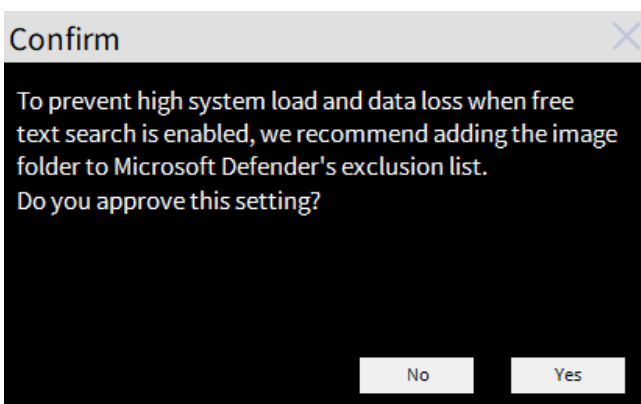 Confirm
To prevent high system load and data loss when free
text search is enabled, we recommend adding the image
folder to Microsoft Defender's exclusion list.
Do you approve this setting?
No
Yes